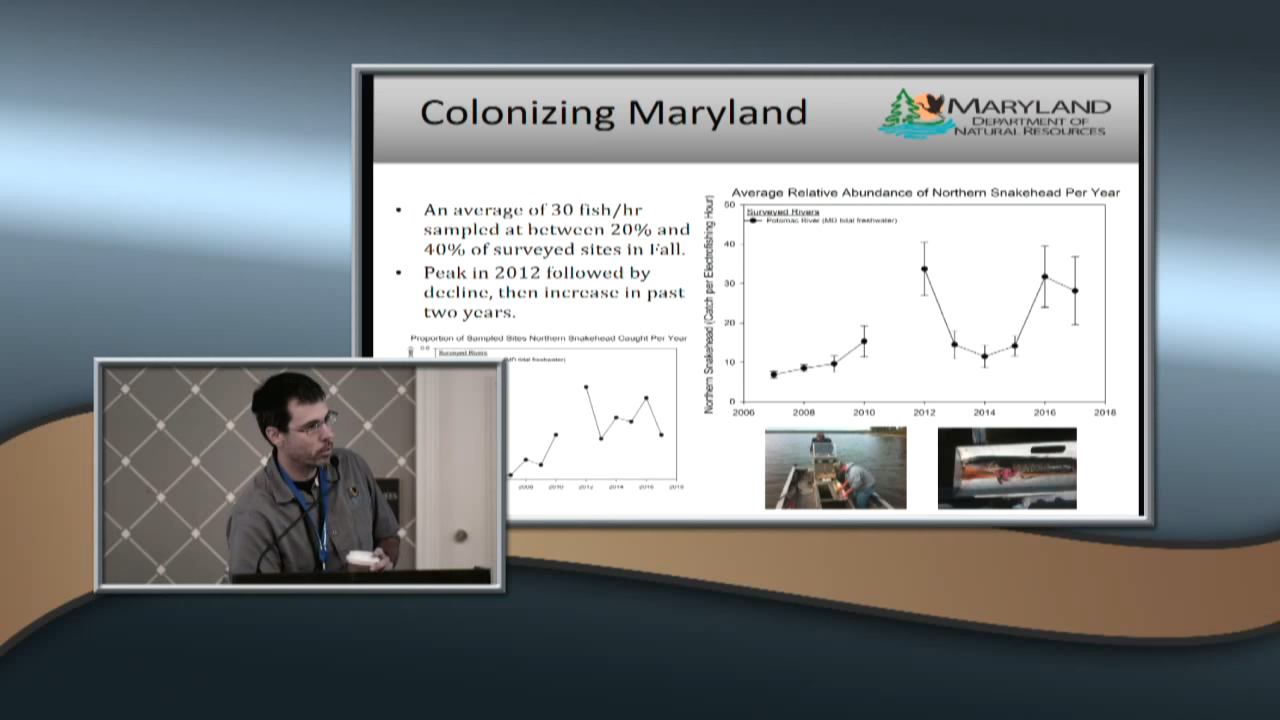 Colonizing Maryland
MARYLAND
DEPARTMENT OF
NATURAL RESOURCES
• An average of 30 fish/hr
sampled at between 20% and
40% of surveyed sites in Fall.
• Peak in 2012 followed by
decline, then increase in past
two years.
Proportion of Sampled Sites Northern Snakehead Caught Per Year
0.6
Surveyed Rivers
(MD tidal freshwater)
2008 2010 2012 2014 2016 2018
Average Relative Abundance of Northern Snakehead Per Year
Northern Snakehead (Catch per Electrofishing Hour)
50
Surveyed Rivers
Potomac River (MD tidal freshwater)
40
30
20
10
0
2006 2008 2010 2012 2014 2016 2018